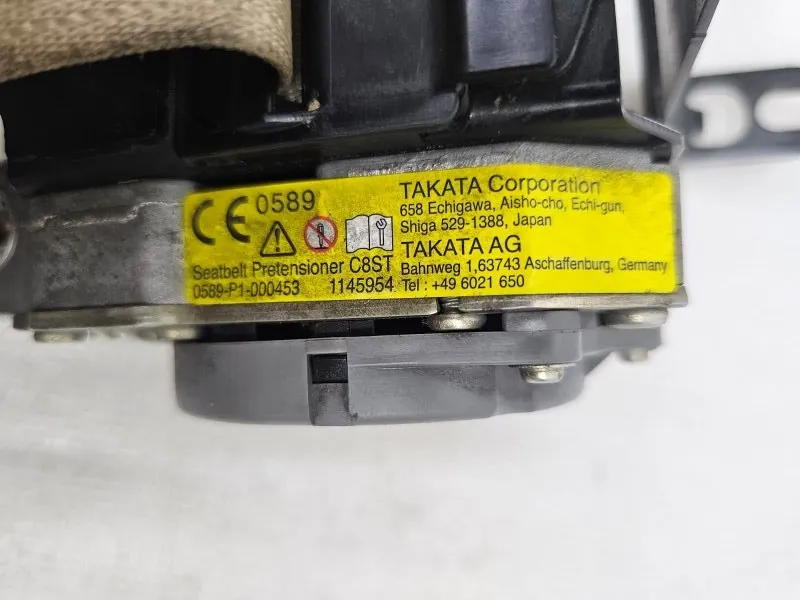 CE 0589
Seatbelt Pretensioner C8ST
0589-P1-000453 1145954
TAKATA Corporation
658 Echigawa, Aisho-cho, Echi-gun,
Shiga 529-1388, Japan
TAKATA AG
Bahnweg 1,63743 Aschaffenburg, Germany
Tel : +49 6021 650